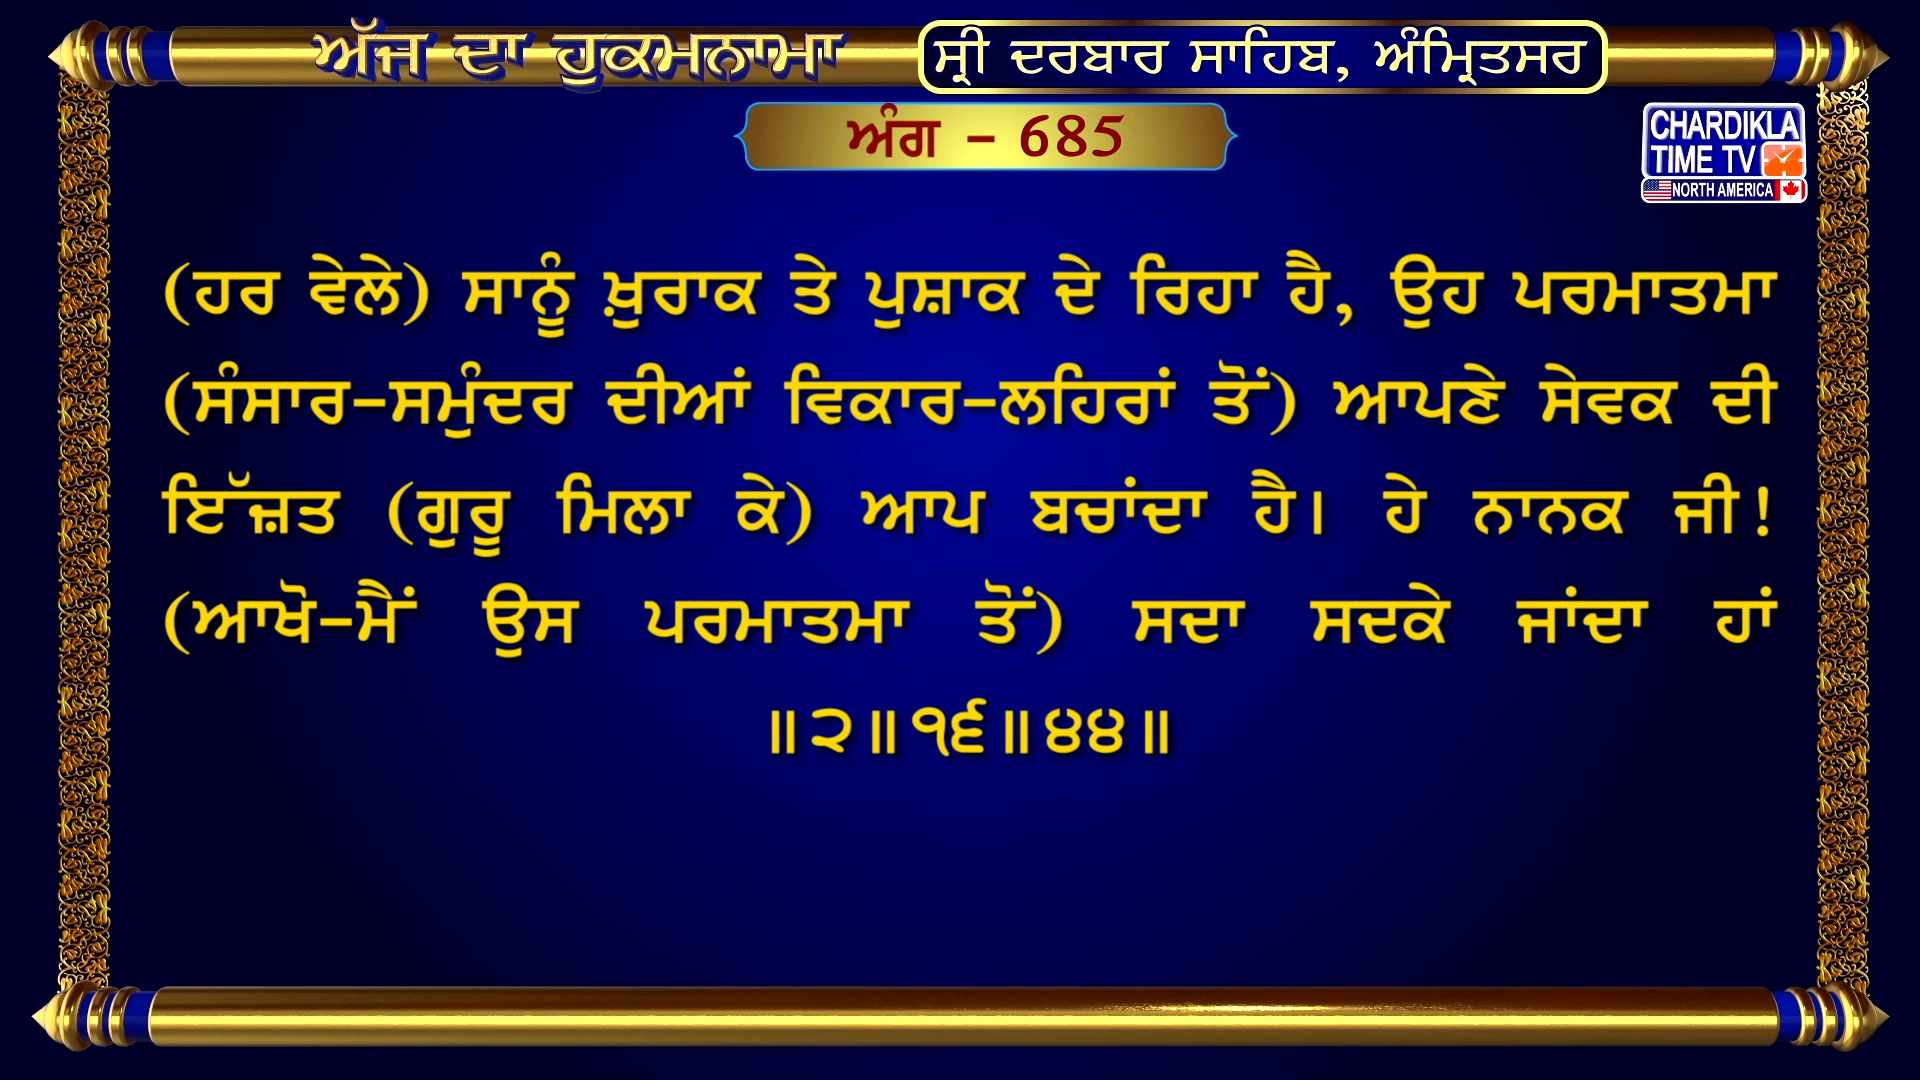 ਅੱਜ ਦਾ ਹੁਕਮਨਾਮਾ
ਸ੍ਰੀ ਦਰਬਾਰ ਸਾਹਿਬ, ਅੰਮ੍ਰਿਤਸਰ
ਅੰਗ - 685
CHARDIKLA
TIME TV
NORTH AMERICA
(ਹਰ ਵੇਲੇ) ਸਾਨੂੰ ਖ਼ੁਰਾਕ ਤੇ ਪੁਸ਼ਾਕ ਦੇ ਰਿਹਾ ਹੈ, ਉਹ ਪਰਮਾਤਮਾ
(ਸੰਸਾਰ-ਸਮੁੰਦਰ ਦੀਆਂ ਵਿਕਾਰ-ਲਹਿਰਾਂ ਤੋਂ) ਆਪਣੇ ਸੇਵਕ ਦੀ
ਇੱਜ਼ਤ (ਗੁਰੂ ਮਿਲਾ ਕੇ) ਆਪ ਬਚਾਂਦਾ ਹੈ। ਹੇ ਨਾਨਕ ਜੀ!
(ਆਖੋ-ਮੈਂ ਉਸ ਪਰਮਾਤਮਾ ਤੋਂ) ਸਦਾ ਸਦਕੇ ਜਾਂਦਾ ਹਾਂ
॥੨॥੧੬॥੪੪॥